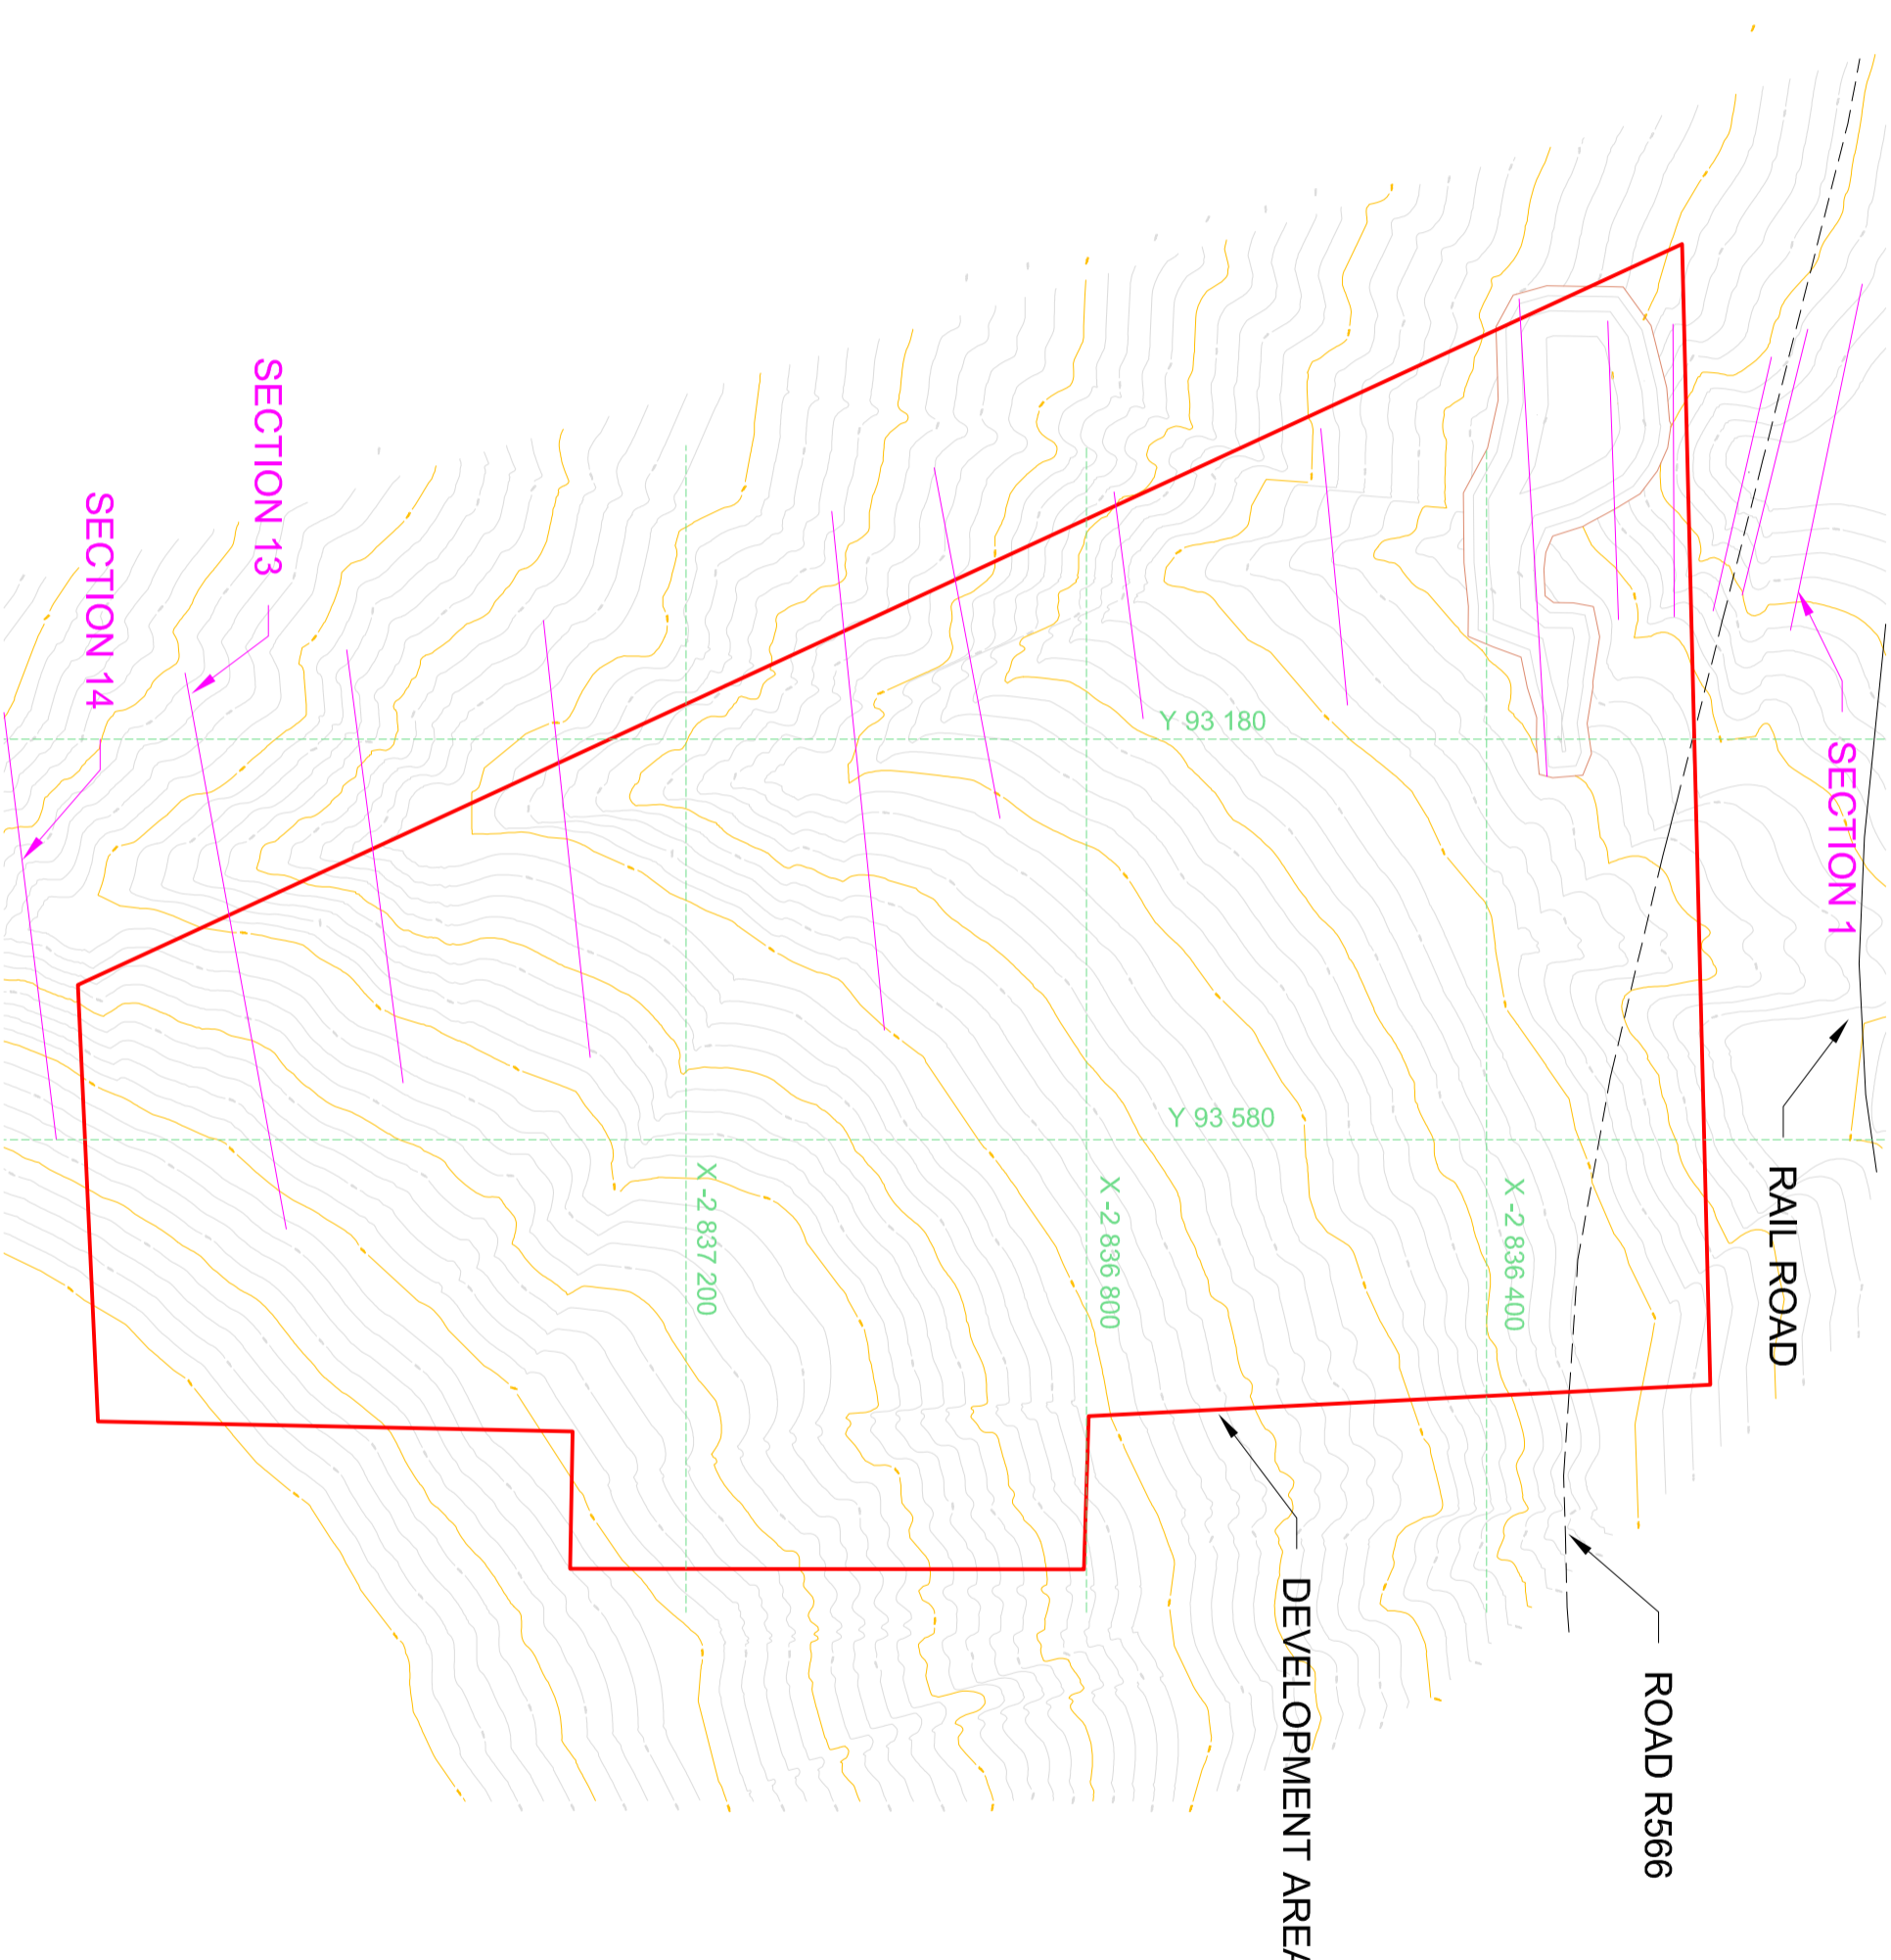 SECTION 13
SECTION 14
SECTION 1
Y 93 180
Y 93 580
X -2 837 200
X -2 836 800
X -2 836 400
RAIL ROAD
DEVELOPMENT AREA
ROAD R566